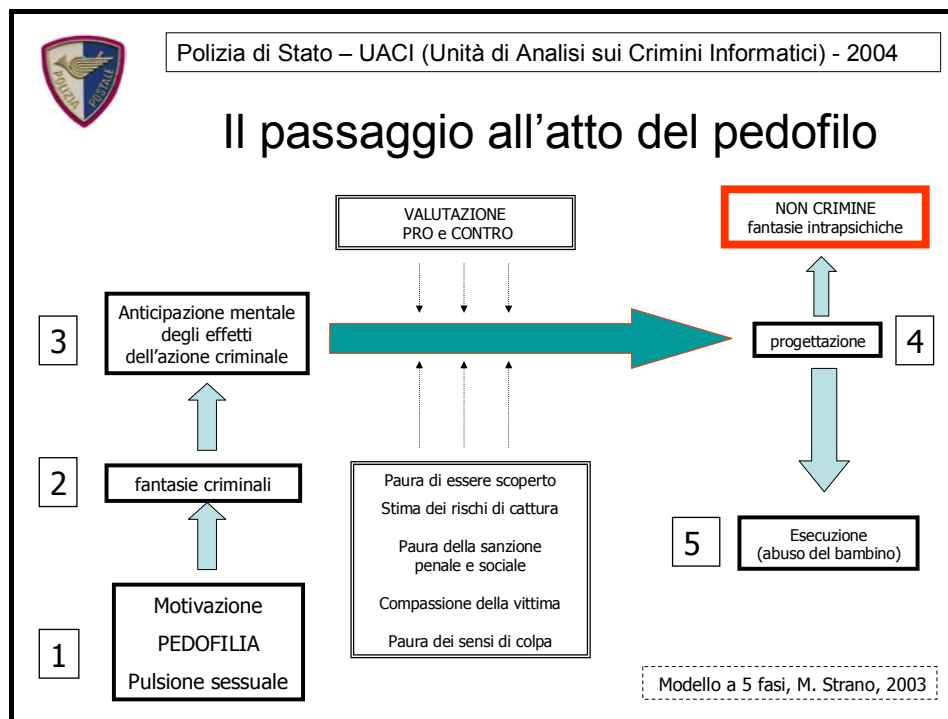 Polizia di Stato – UACI (Unità di Analisi sui Crimini Informatici) - 2004
POLIZIA
POSTALE
Il passaggio all’atto del pedofilo
VALUTAZIONE
PRO e CONTRO
NON CRIMINE
fantasie intrapsichiche
3
Anticipazione mentale
degli effetti
dell’azione criminale
progettazione
4
2
fantasie criminali
Paura di essere scoperto
Stima dei rischi di cattura
Paura della sanzione
penale e sociale
Compassione della vittima
Paura dei sensi di colpa
5
Esecuzione
(abuso del bambino)
1
Motivazione
PEDOFILIA
Pulsione sessuale
Modello a 5 fasi, M. Strano, 2003